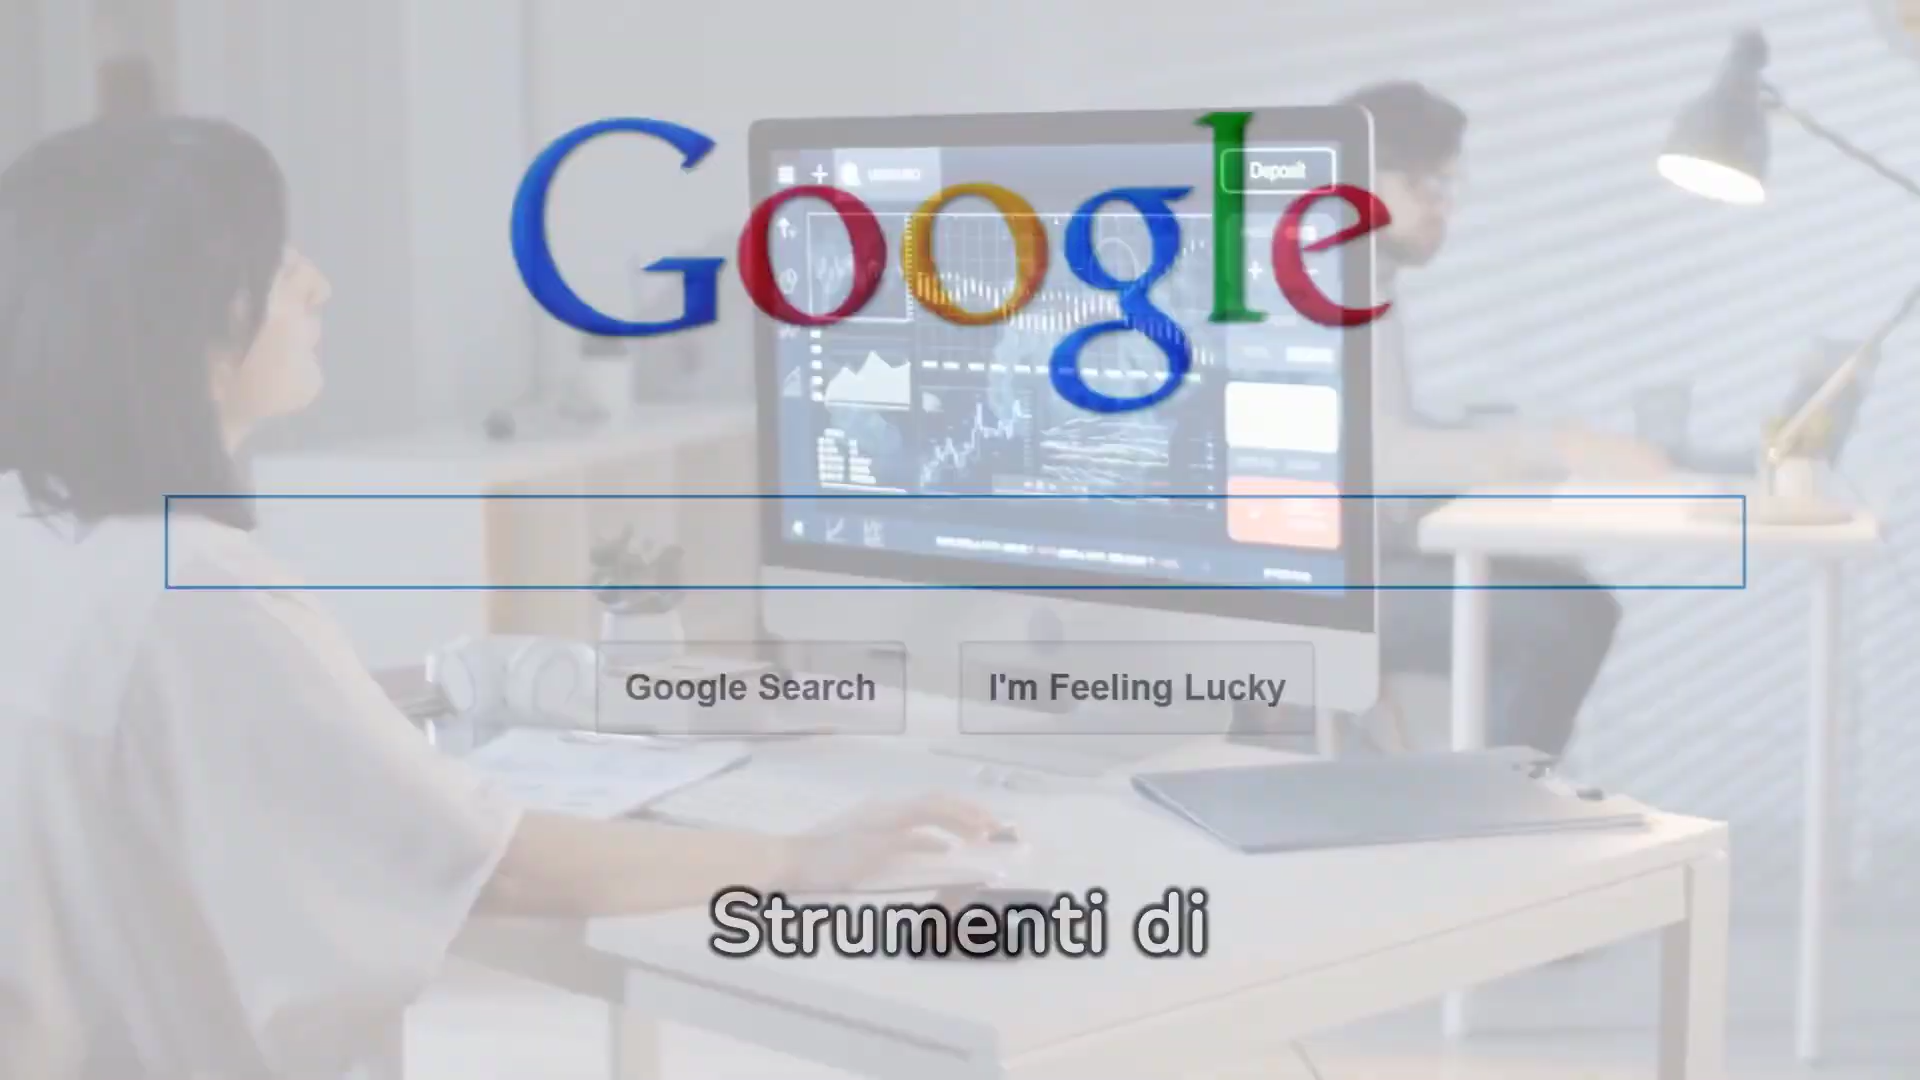 Google
Deposit
Google Search
I'm Feeling Lucky
Strumenti di